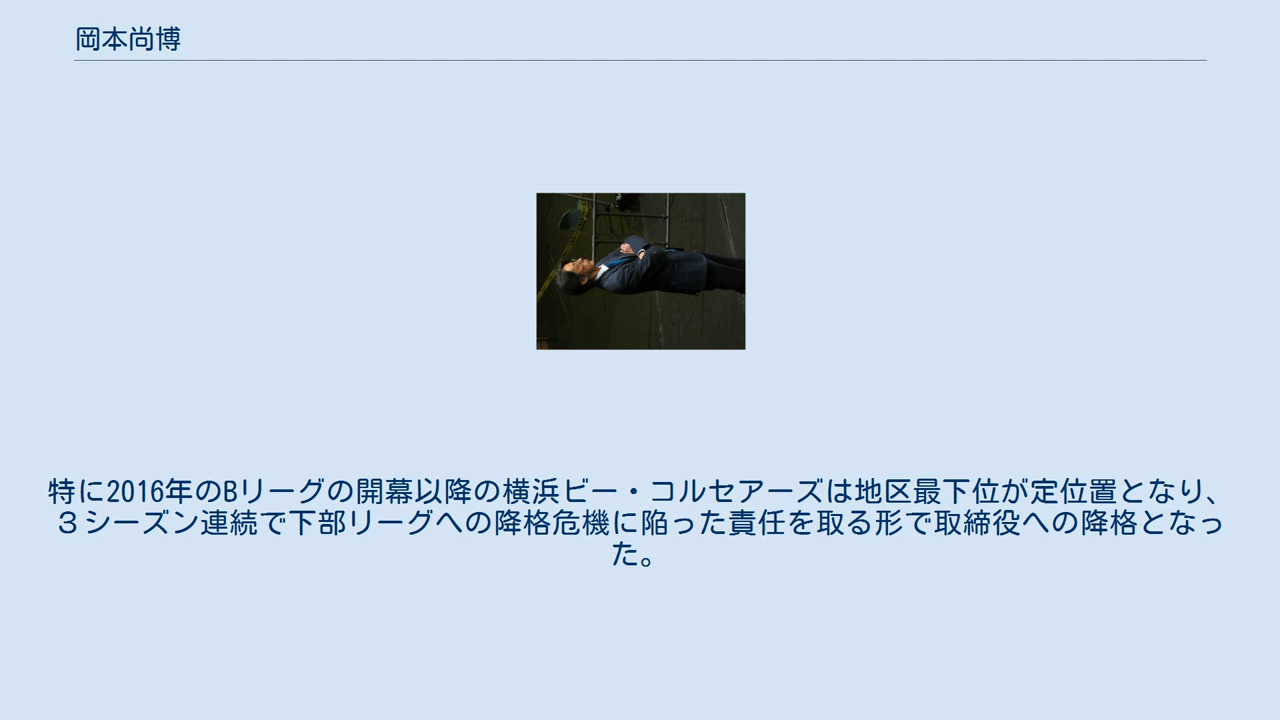 岡本尚博
特に2016年のBリーグの開幕以降の横浜ビー・コルセアーズは地区最下位が定位置となり、
３シーズン連続で下部リーグへの降格危機に陥った責任を取る形で取締役への降格となっ
た。